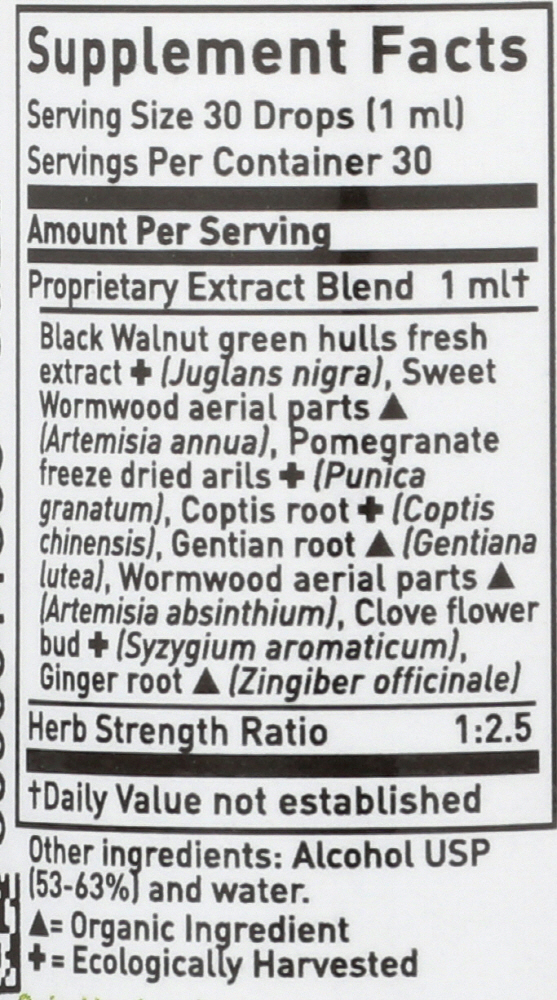 Supplement Facts
Serving Size 30 Drops (1 ml)
Servings Per Container 30
Amount Per Serving
Proprietary Extract Blend 1 ml†
Black Walnut green hulls fresh
extract ✚ (Juglans nigra), Sweet
Wormwood aerial parts ▲
(Artemisia annua), Pomegranate
freeze dried arils ✚ (Punica
granatum), Coptis root ✚ (Coptis
chinensis), Gentian root ▲ (Gentiana
lutea), Wormwood aerial parts ▲
(Artemisia absinthium), Clove flower
bud ✚ (Syzygium aromaticum),
Ginger root ▲ (Zingiber officinale)
Herb Strength Ratio 1:2.5
†Daily Value not established
Other ingredients: Alcohol USP
(53-63%) and water.
▲= Organic Ingredient
✚= Ecologically Harvested